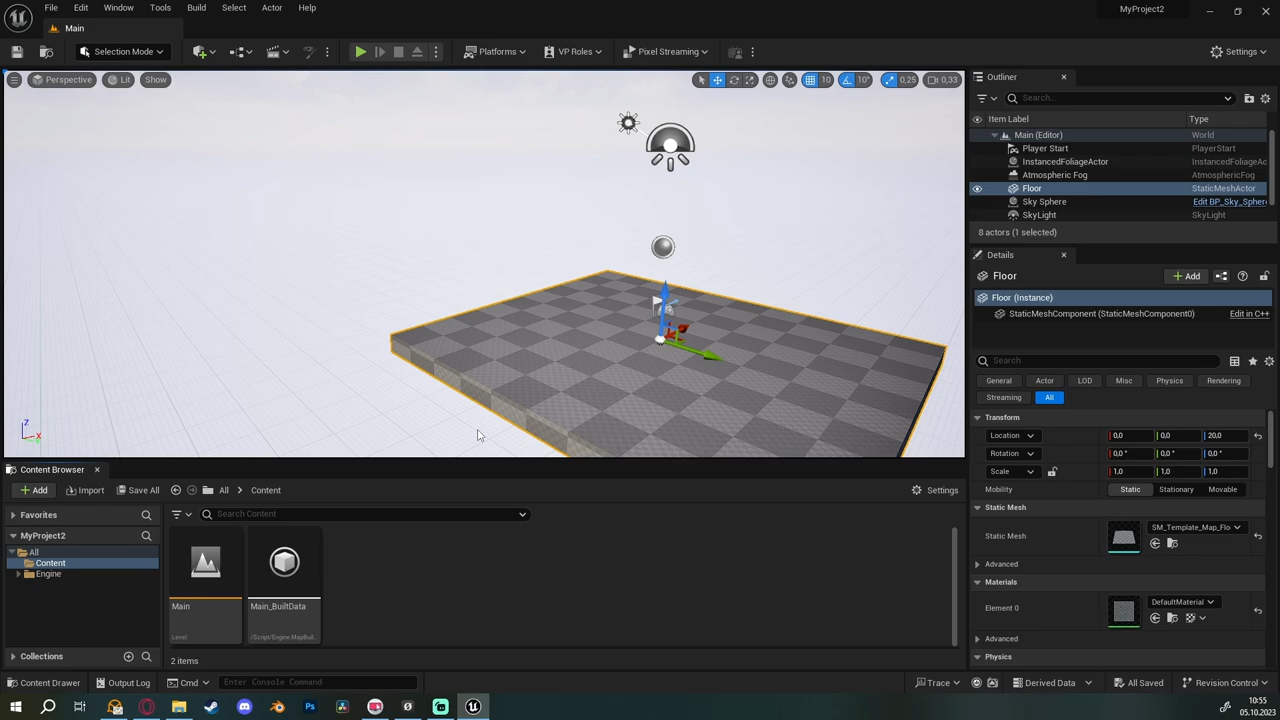 File Edit Window Tools Build Select Actor Help
MyProject2
Main
Selection Mode
Platforms
VP Roles
Pixel Streaming
Settings
Perspective
Lit
Show
10
10°
0,25
0,33
Outliner
Search...
Item Label
Type
Main (Editor)
World
Player Start
PlayerStart
InstancedFoliageActor
InstancedFoliageAc
Atmospheric Fog
AtmosphericFog
Floor
StaticMeshActor
Sky Sphere
Edit BP_Sky_Spher
SkyLight
SkyLight
8 actors (1 selected)
Details
Floor
Add
Floor (Instance)
StaticMeshComponent (StaticMeshComponent0)
Edit in C++
Search
General
Actor
LOD
Misc
Physics
Rendering
Streaming
All
Transform
Location
0,0
0,0
20,0
Rotation
0,0 °
0,0 °
0,0 °
Scale
1,0
1,0
1,0
Mobility
Static
Stationary
Movable
Static Mesh
Static Mesh
SM_Template_Map_Flo
Advanced
Materials
Element 0
DefaultMaterial
Advanced
Physics
Z
X
Content Browser
Add
Import
Save All
All
Content
Settings
Favorites
Search Content
MyProject2
All
Content
Engine
Main
Level
Main_BuiltData
/Script/Engine.MapBuil...
Collections
2 items
Content Drawer
Output Log
Cmd
Enter Console Command
Trace
Derived Data
All Saved
Revision Control
10:55
05.10.2023